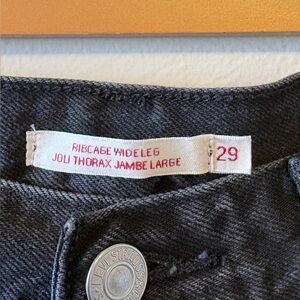 RIBCAGE WIDE LEG
JOLI THORAX JAMBE LARGE
29